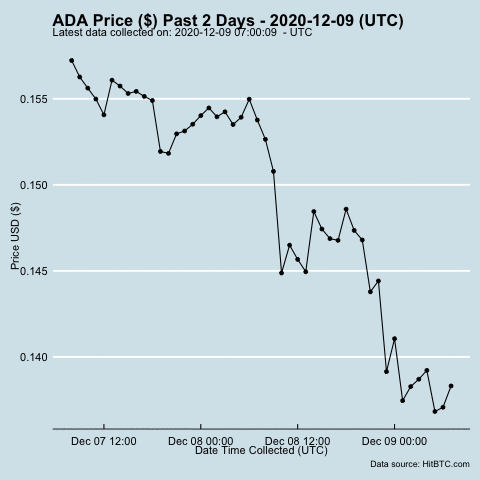 ADA Price ($) Past 2 Days - 2020-12-09 (UTC)
Latest data collected on: 2020-12-09 07:00:09  - UTC
0.155
0.150
0.145
0.140
Price USD ($)
Dec 07 12:00
Dec 08 00:00
Dec 08 12:00
Dec 09 00:00
Date Time Collected (UTC)
Data source: HitBTC.com